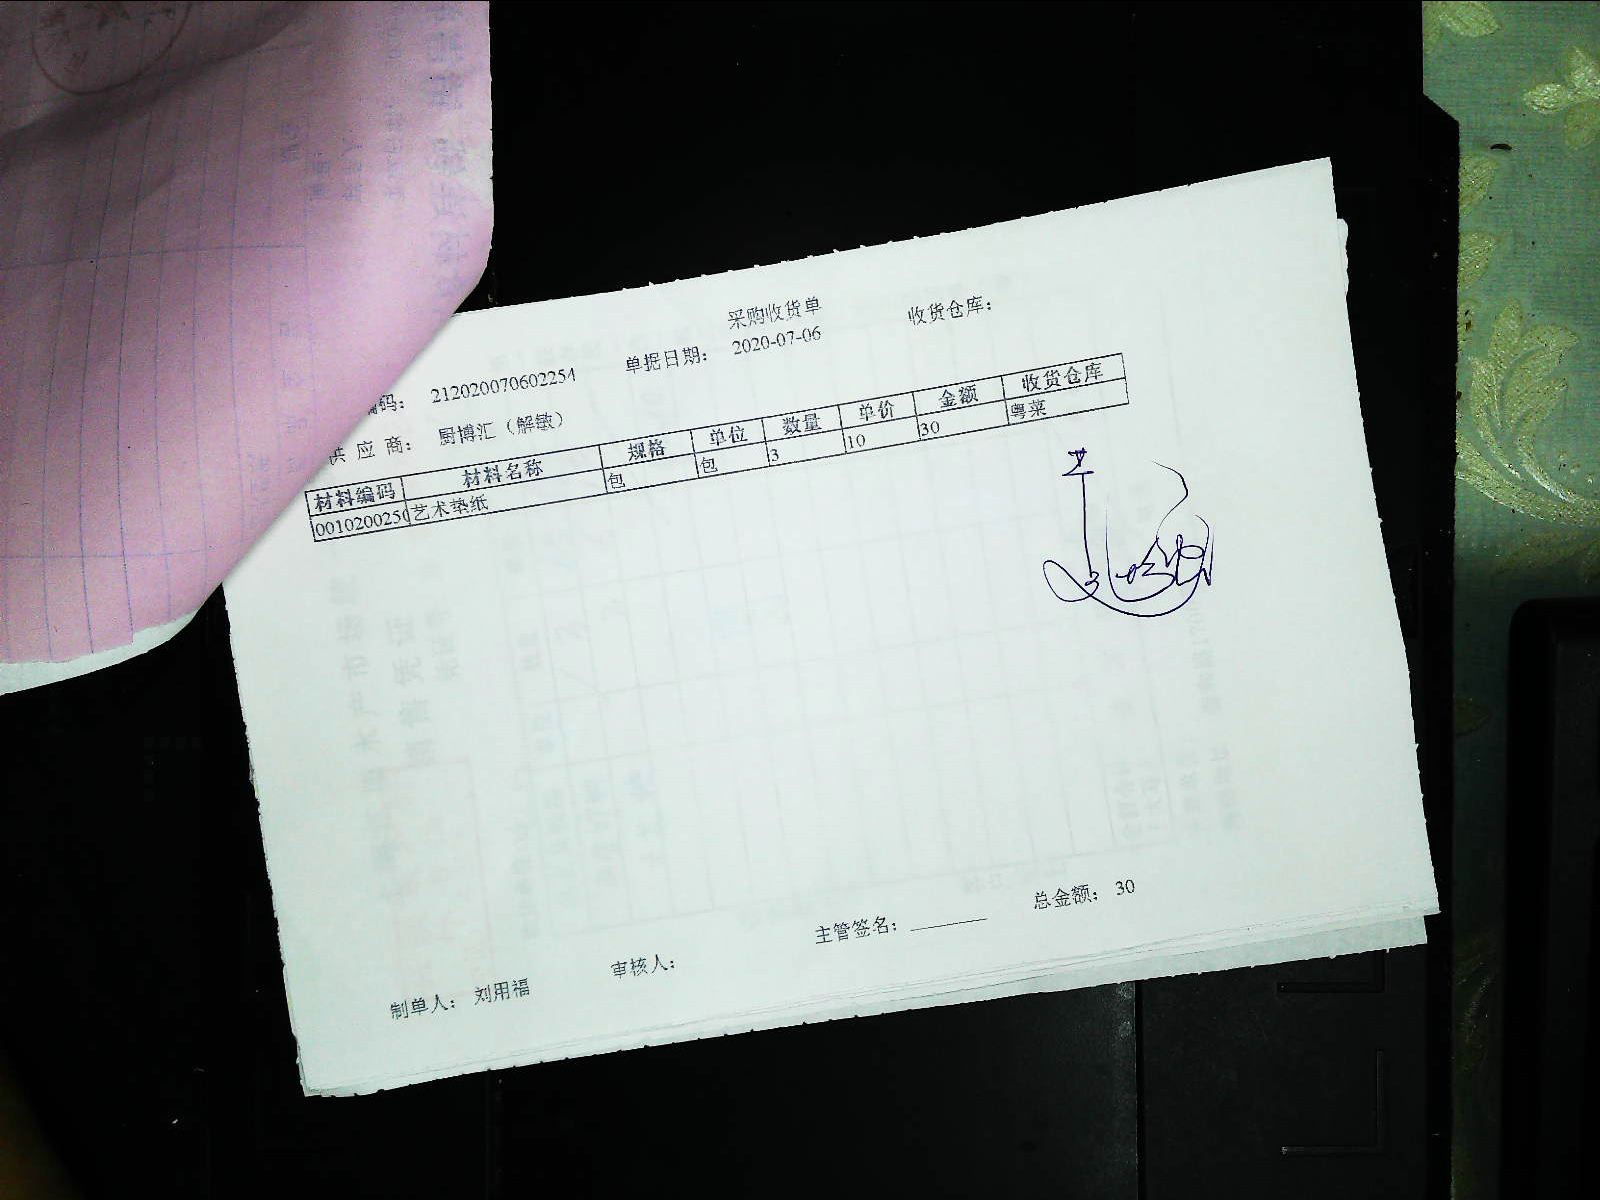 采购收货单
编码： 212020070602254 单据日期： 2020-07-06 收货仓库：
供 应 商： 厨博汇（解敏）
材料编码 材料名称 规格 单位 数量 单价 金额 收货仓库
0010200250 艺术垫纸 包 包 3 10 30 粤菜
主管签名： 总金额： 30
制单人： 刘用福 审核人：